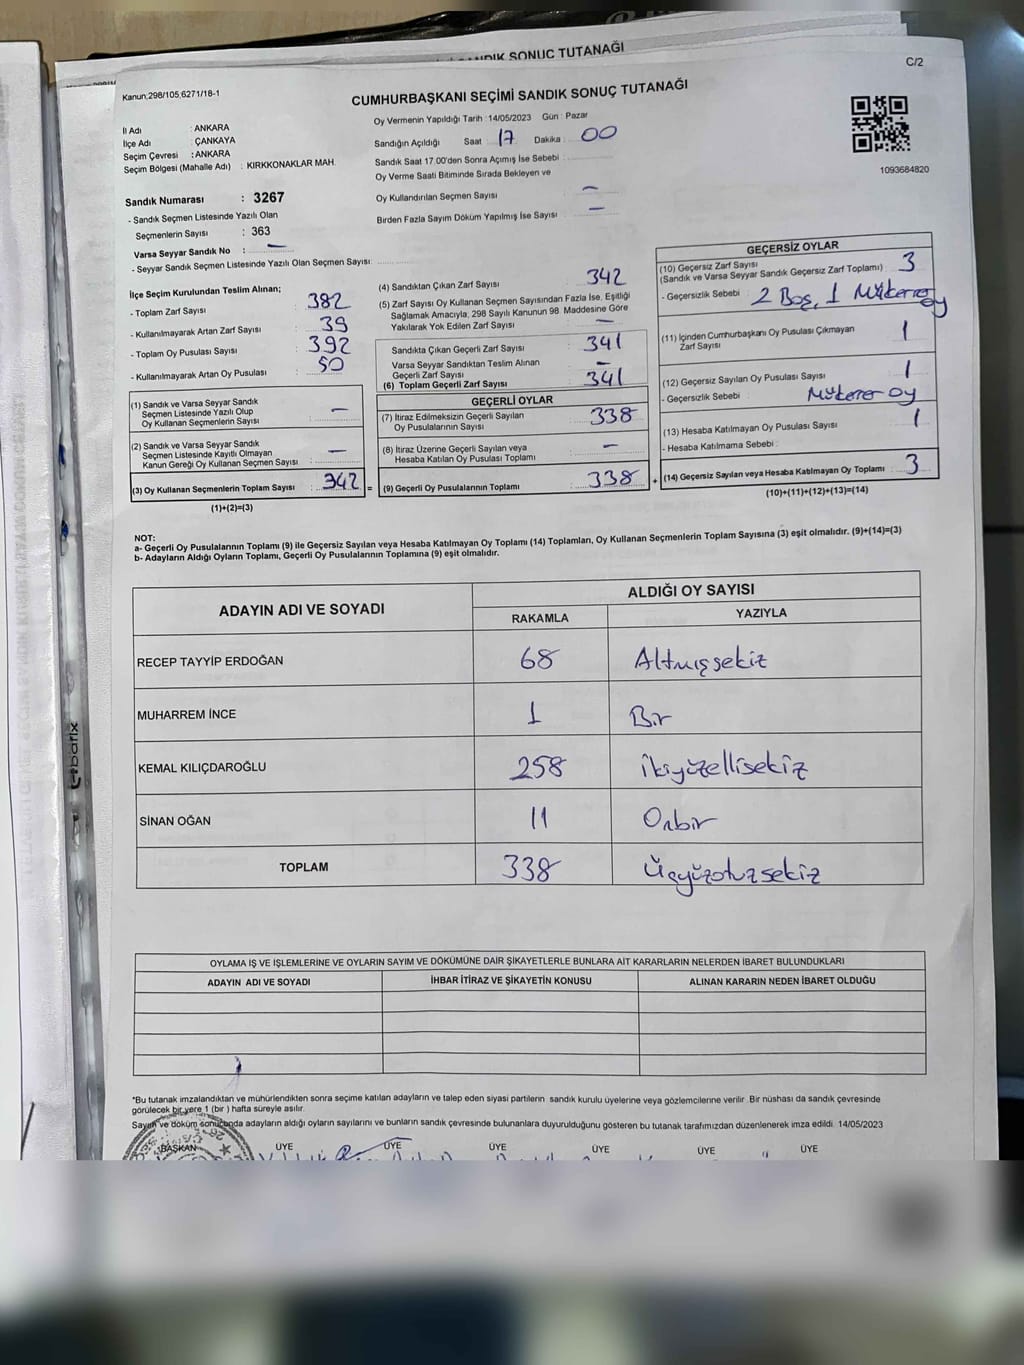 SANDIK SONUÇ TUTANAĞI
C/2
Kanun;298/105,6271/18-1
CUMHURBAŞKANI SEÇİMİ SANDIK SONUÇ TUTANAĞI
İl Adı : ANKARA
İlçe Adı : ÇANKAYA
Seçim Çevresi : ANKARA
Seçim Bölgesi (Mahalle Adı) : KIRKKONAKLAR MAH.
Oy Vermenin Yapıldığı Tarih :14/05/2023 Gün : Pazar
Sandığın Açıldığı Saat : 17 Dakika : 00
Sandık Saat 17.00'den Sonra Açımış İse Sebebi :
Oy Verme Saati Bitiminde Sırada Bekleyen ve
Oy Kullandırılan Seçmen Sayısı : –
Birden Fazla Sayım Döküm Yapılmış İse Sayısı : –
1093684820
Sandık Numarası : 3267
- Sandık Seçmen Listesinde Yazılı Olan
Seçmenlerin Sayısı : 363
Varsa Seyyar Sandık No : –
- Seyyar Sandık Seçmen Listesinde Yazılı Olan Seçmen Sayısı:
İlçe Seçim Kurulundan Teslim Alınan;
- Toplam Zarf Sayısı : 382
- Kullanılmayarak Artan Zarf Sayısı : 39
- Toplam Oy Pusulası Sayısı : 392
- Kullanılmayarak Artan Oy Pusulası : 50
(1) Sandık ve Varsa Seyyar Sandık
Seçmen Listesinde Yazılı Olup
Oy Kullanan Seçmenlerin Sayısı : –
(2) Sandık ve Varsa Seyyar Sandık
Seçmen Listesinde Kayıtlı Olmayan
Kanun Gereği Oy Kullanan Seçmen Sayısı : –
(3) Oy Kullanan Seçmenlerin Toplam Sayısı : 342 =
(1)+(2)=(3)
(4) Sandıktan Çıkan Zarf Sayısı : 342
(5) Zarf Sayısı Oy Kullanan Seçmen Sayısından Fazla İse, Eşitliği
Sağlamak Amacıyla, 298 Sayılı Kanunun 98. Maddesine Göre
Yakılarak Yok Edilen Zarf Sayısı : –
Sandıkta Çıkan Geçerli Zarf Sayısı : 341
Varsa Seyyar Sandıktan Teslim Alınan
Geçerli Zarf Sayısı : –
(6) Toplam Geçerli Zarf Sayısı : 341
GEÇERLİ OYLAR
(7) İtiraz Edilmeksizin Geçerli Sayılan
Oy Pusulalarının Sayısı : 338
(8) İtiraz Üzerine Geçerli Sayılan veya
Hesaba Katılan Oy Pusulası Toplamı : –
(9) Geçerli Oy Pusulalarının Toplamı : 338 +
GEÇERSİZ OYLAR
(10) Geçersiz Zarf Sayısı
(Sandık ve Varsa Seyyar Sandık Geçersiz Zarf Toplamı) : 3
- Geçersizlik Sebebi : 2 Boş, 1 Mükerrer
oy
(11) İçinden Cumhurbaşkanı Oy Pusulası Çıkmayan
Zarf Sayısı : 1
(12) Geçersiz Sayılan Oy Pusulası Sayısı : 1
- Geçersizlik Sebebi : Mükerrer oy
(13) Hesaba Katılmayan Oy Pusulası Sayısı : 1
- Hesaba Katılmama Sebebi :
(14) Geçersiz Sayılan veya Hesaba Katılmayan Oy Toplamı : 3
(10)+(11)+(12)+(13)=(14)
NOT:
a- Geçerli Oy Pusulalarının Toplamı (9) ile Geçersiz Sayılan veya Hesaba Katılmayan Oy Toplamı (14) Toplamları, Oy Kullanan Seçmenlerin Toplam Sayısına (3) eşit olmalıdır. (9)+(14)=(3)
b- Adayların Aldığı Oyların Toplamı, Geçerli Oy Pusulalarının Toplamına (9) eşit olmalıdır.
ADAYIN ADI VE SOYADI
ALDIĞI OY SAYISI
RAKAMLA YAZIYLA
RECEP TAYYİP ERDOĞAN 68 Altmışsekiz
MUHARREM İNCE 1 Bir
KEMAL KILIÇDAROĞLU 258 ikiyüzellisekiz
SİNAN OĞAN 11 Onbir
TOPLAM 338 Üçyüzotuzsekiz
OYLAMA İŞ VE İŞLEMLERİNE VE OYLARIN SAYIM VE DÖKÜMÜNE DAİR ŞİKAYETLERLE BUNLARA AİT KARARLARIN NELERDEN İBARET BULUNDUKLARI
ADAYIN ADI VE SOYADI İHBAR İTİRAZ VE ŞİKAYETİN KONUSU ALINAN KARARIN NEDEN İBARET OLDUĞU
*Bu tutanak imzalandıktan ve mühürlendikten sonra seçime katılan adayların ve talep eden siyasi partilerin sandık kurulu üyelerine veya gözlemcilerine verilir. Bir nüshası da sandık çevresinde
görülecek bir yere 1 (bir ) hafta süreyle asılır.
Sayım ve döküm sonucunda adayların aldığı oyların sayılarını ve bunların sandık çevresinde bulunanlara duyurulduğunu gösteren bu tutanak tarafımızdan düzenlenerek imza edildi. 14/05/2023
BAŞKAN ÜYE ÜYE ÜYE ÜYE ÜYE ÜYE